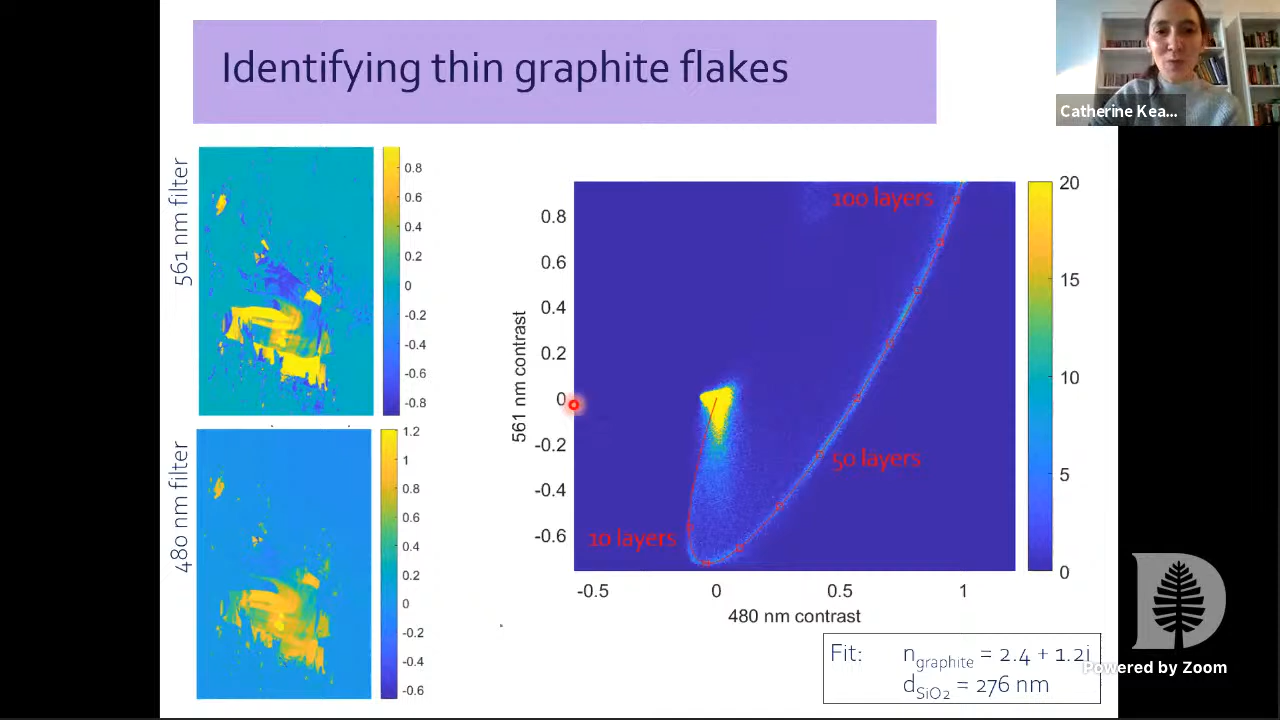 Identifying thin graphite flakes
Catherine Kea...
561 nm filter
0.8
0.6
0.4
0.2
0
-0.2
-0.4
-0.6
-0.8
480 nm filter
1.2
1
0.8
0.6
0.4
0.2
0
-0.2
-0.4
-0.6
561 nm contrast
0.8
0.6
0.4
0.2
0
-0.2
-0.4
-0.6
100 layers
50 layers
10 layers
-0.5
0
0.5
1
480 nm contrast
20
15
10
5
0
Fit: n_graphite = 2.4 + 1.2i
d_SiO2 = 276 nm
D
Powered by Zoom